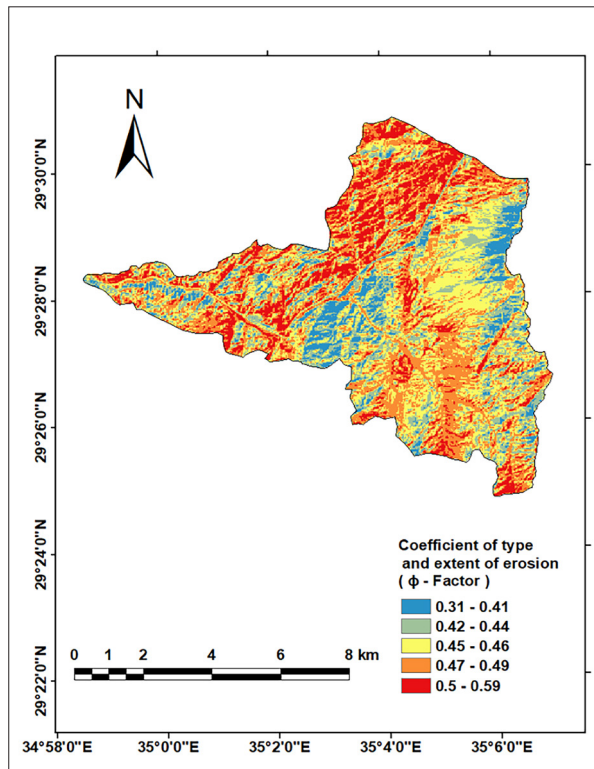 N
29°30'0"N
29°28'0"N
29°26'0"N
29°24'0"N
29°22'0"N
Coefficient of type
and extent of erosion
( ϕ - Factor )
0.31 - 0.41
0.42 - 0.44
0.45 - 0.46
0.47 - 0.49
0.5 - 0.59
0 1 2 4 6 8 km
34°58'0"E 35°0'0"E 35°2'0"E 35°4'0"E 35°6'0"E